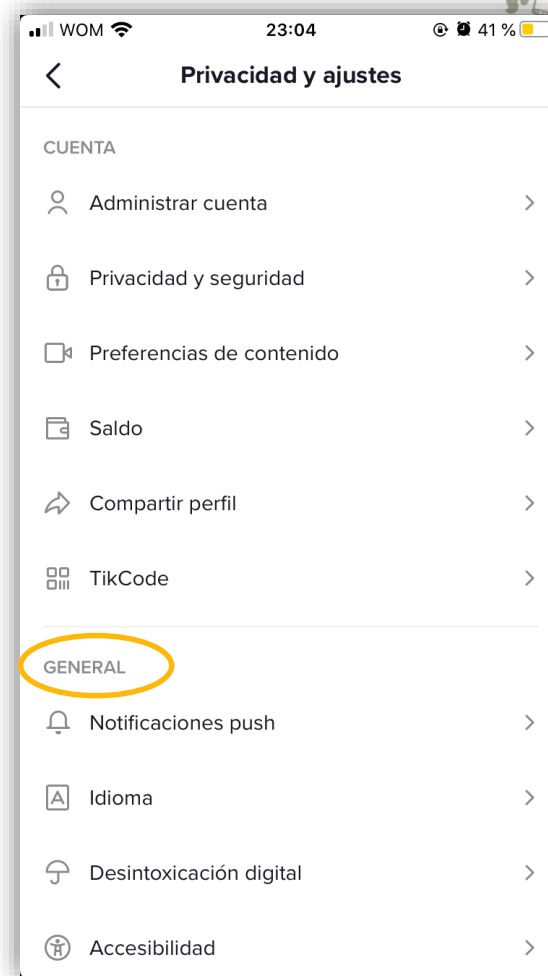 WOM 23:04 41 %
Privacidad y ajustes
CUENTA
Administrar cuenta
Privacidad y seguridad
Preferencias de contenido
Saldo
Compartir perfil
TikCode
GENERAL
Notificaciones push
Idioma
Desintoxicación digital
Accesibilidad